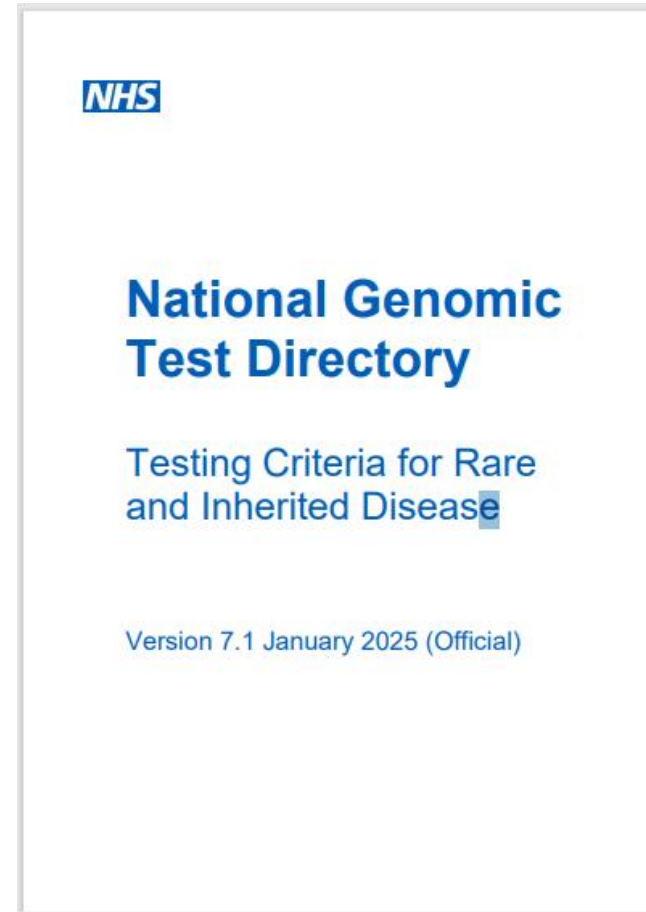 NHS
National Genomic
Test Directory
Testing Criteria for Rare
and Inherited Disease
Version 7.1 January 2025 (Official)